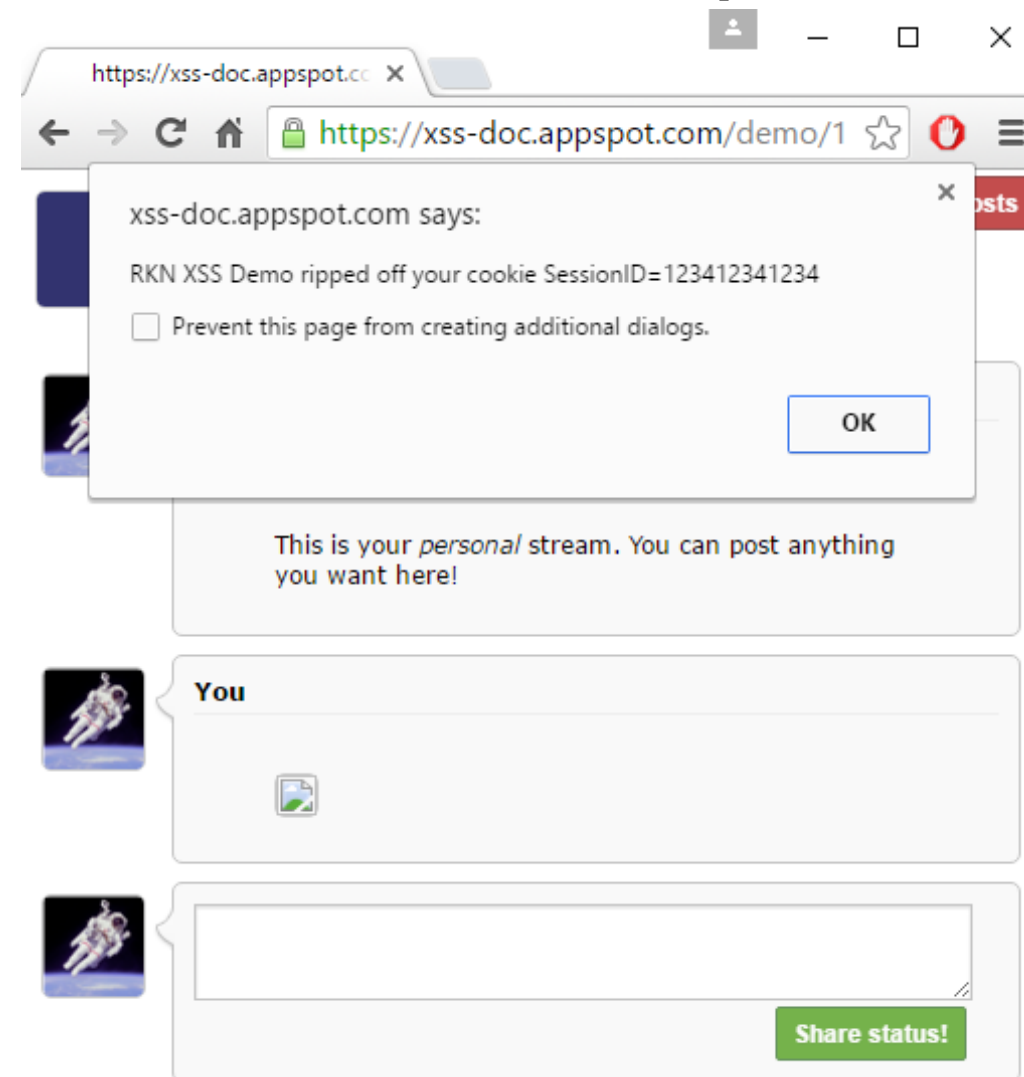 https://xss-doc.appspot.cc
https://xss-doc.appspot.com/demo/1
xss-doc.appspot.com says:
RKN XSS Demo ripped off your cookie SessionID=123412341234
Prevent this page from creating additional dialogs.
OK
This is your personal stream. You can post anything
you want here!
You
Share status!